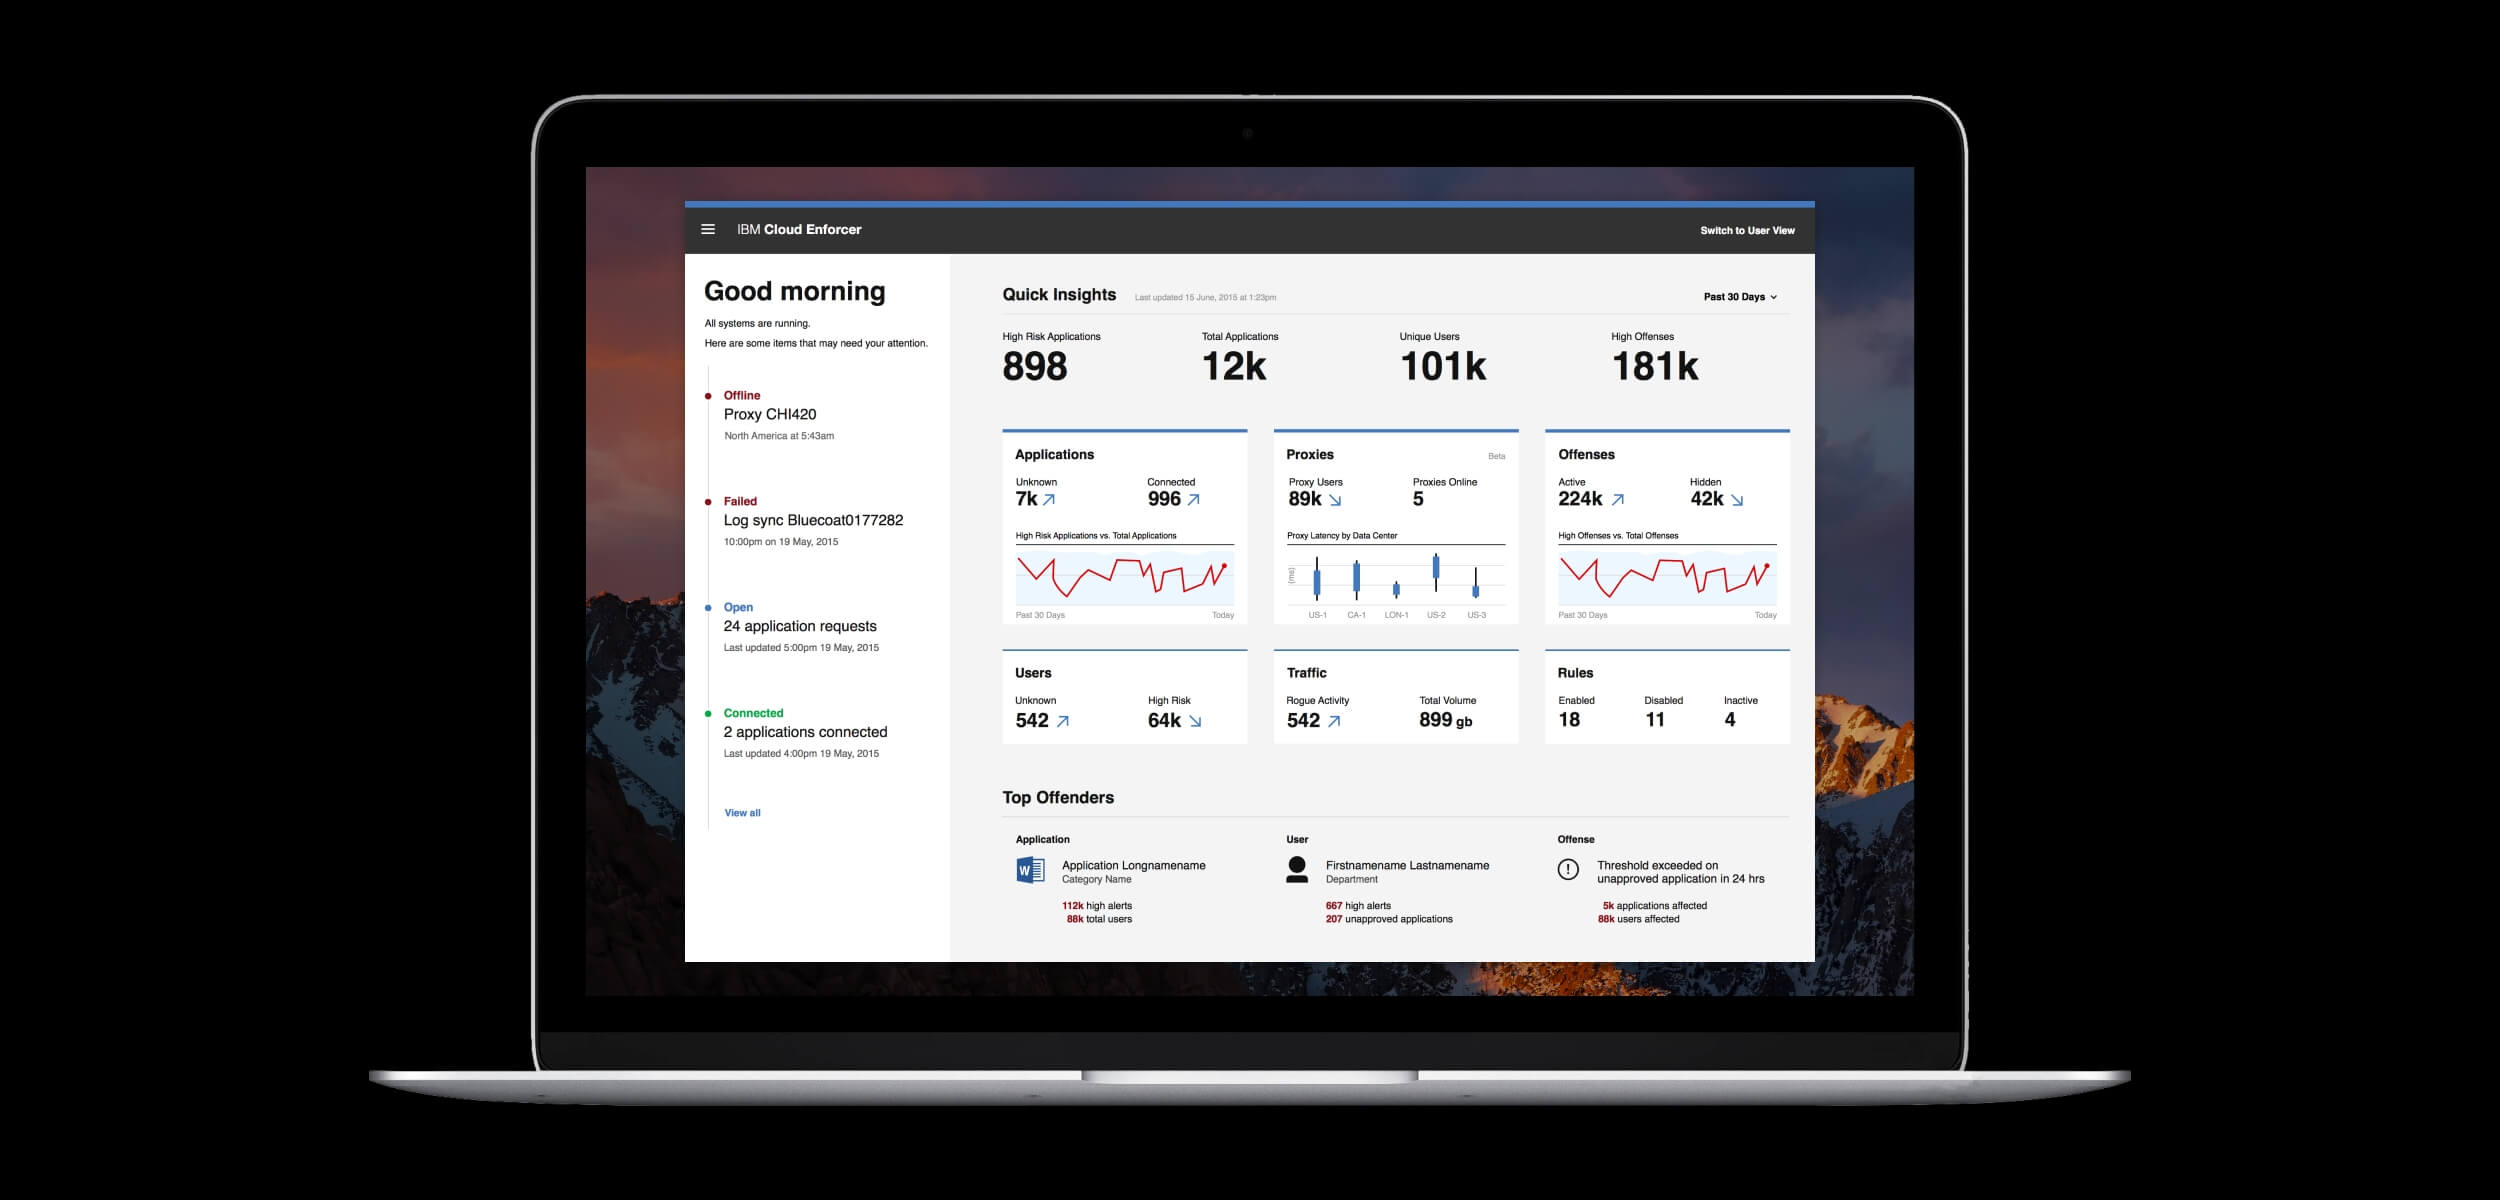 IBM Cloud Enforcer
Switch to User View
Good morning
All systems are running.
Here are some items that may need your attention.
Offline
Proxy CHI420
North America at 5:43am
Failed
Log sync Bluecoat0177282
10:00pm on 19 May, 2015
Open
24 application requests
Last updated 5:00pm 19 May, 2015
Connected
2 applications connected
Last updated 4:00pm 19 May, 2015
View all
Quick Insights
Last updated 15 June, 2015 at 1:23pm
Past 30 Days
High Risk Applications
898
Total Applications
12k
Unique Users
101k
High Offenses
181k
Applications
Unknown
7k
Connected
996
High Risk Applications vs. Total Applications
Past 30 Days
Today
Proxies
Beta
Proxy Users
89k
Proxies Online
5
Proxy Latency by Data Center
(ms)
US-1
CA-1
LON-1
US-2
US-3
Offenses
Active
224k
Hidden
42k
High Offenses vs. Total Offenses
Past 30 Days
Today
Users
Unknown
542
High Risk
64k
Traffic
Rogue Activity
542
Total Volume
899 gb
Rules
Enabled
18
Disabled
11
Inactive
4
Top Offenders
Application
W
Application Longnamename
Category Name
112k high alerts
88k total users
User
Firstnamename Lastnamename
Department
667 high alerts
207 unapproved applications
Offense
Threshold exceeded on
unapproved application in 24 hrs
5k applications affected
88k users affected